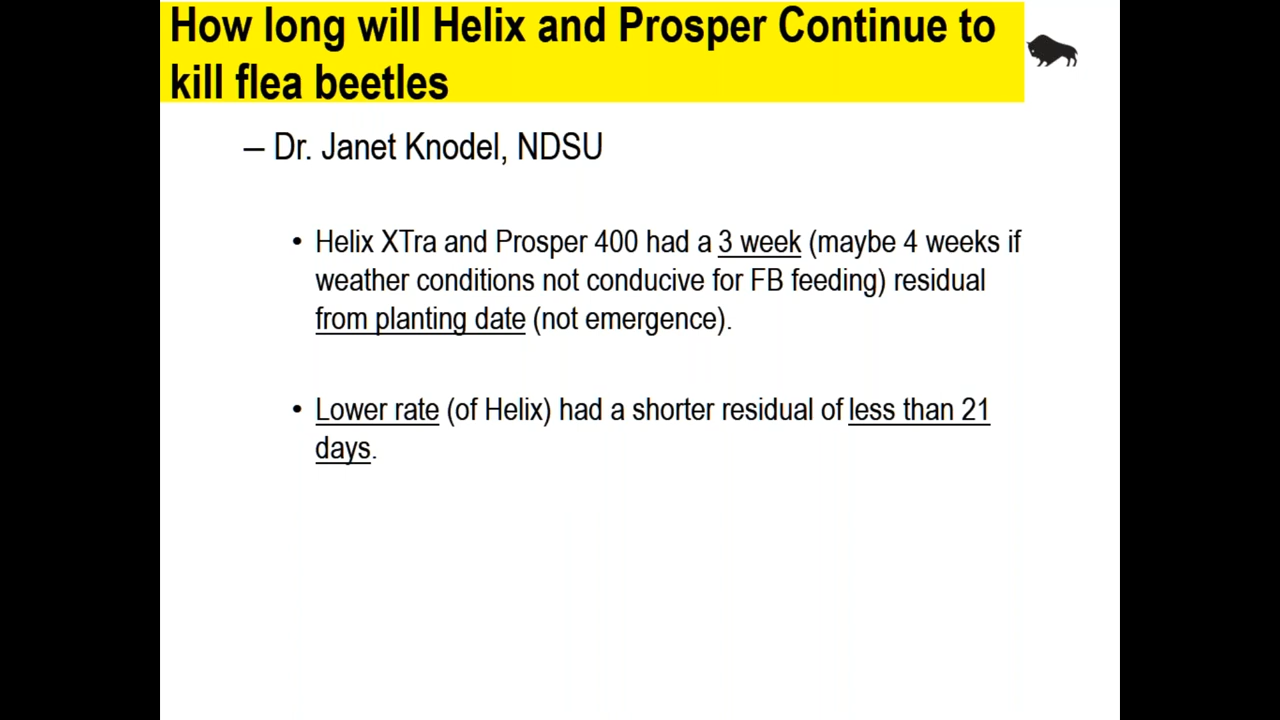 How long will Helix and Prosper Continue to
kill flea beetles
– Dr. Janet Knodel, NDSU
• Helix XTra and Prosper 400 had a 3 week (maybe 4 weeks if
weather conditions not conducive for FB feeding) residual
from planting date (not emergence).
• Lower rate (of Helix) had a shorter residual of less than 21
days.